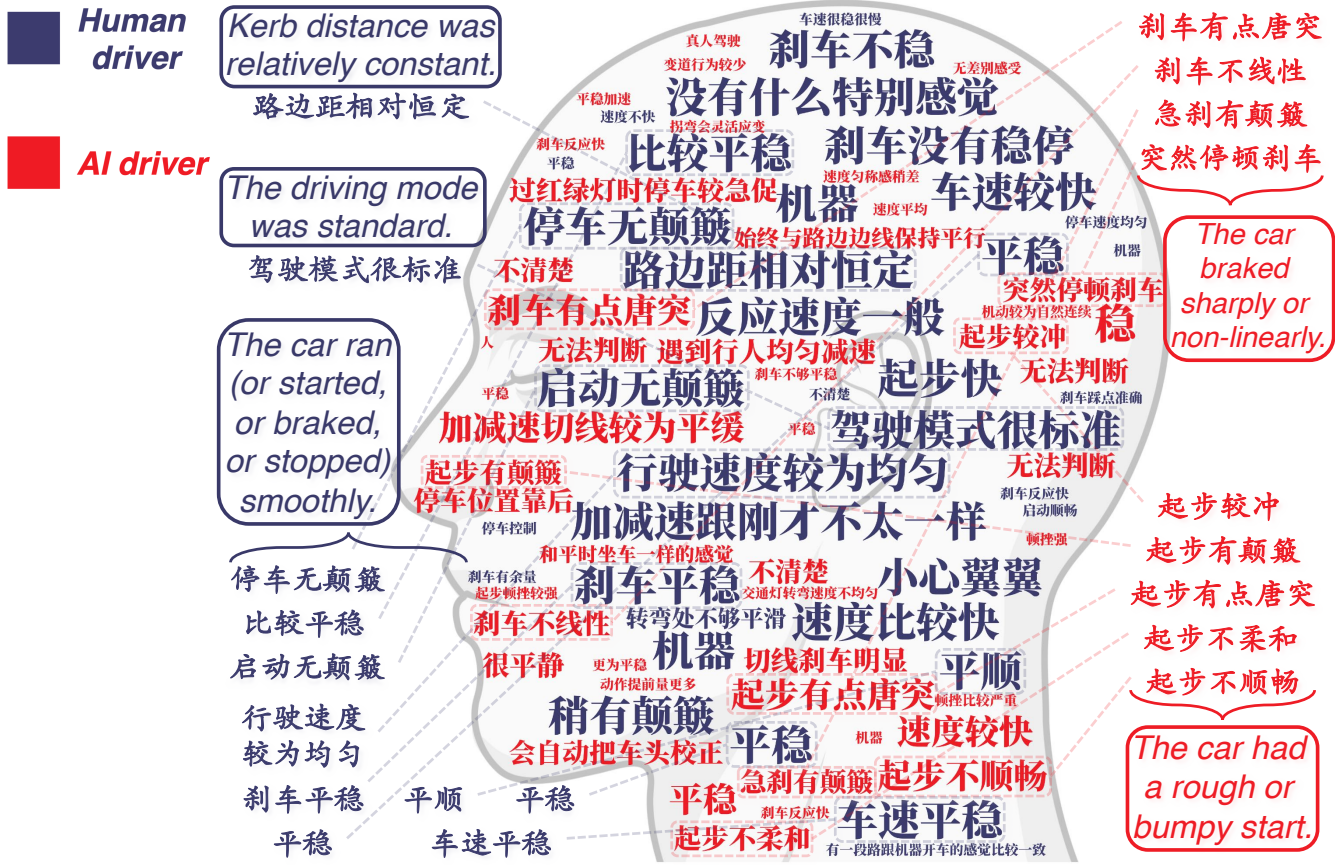 Human
driver
AI driver
Kerb distance was
relatively constant.
路边距相对恒定
The driving mode
was standard.
驾驶模式很标准
The car ran
(or started,
or braked,
or stopped)
smoothly.
停车无颠簸
比较平稳
启动无颠簸
行驶速度
较为均匀
刹车平稳 平顺 平稳
平稳 车速平稳
车速很稳很慢
真人驾驶
刹车不稳
变道行为较少
无差别感受
没有什么特别感觉
平稳加速
速度不快
拐弯会灵活应变
刹车反应快
平稳
比较平稳
刹车没有稳停
过红绿灯时停车较急促
机器
速度匀称感稍差
车速较快
速度平均
停车无颠簸
始终与路边边线保持平行
停车速度均匀
平稳
机器
不清楚
路边距相对恒定
突然停顿刹车
刹车有点唐突
反应速度一般
机动较为自然连续
稳
起步较冲
人
无法判断
遇到行人均匀减速
启动无颠簸
刹车不够平稳
起步快
无法判断
平稳
不清楚
刹车踩点准确
加减速切线较为平缓
平稳
驾驶模式很标准
起步有颠簸
行驶速度较为均匀
无法判断
停车位置靠后
刹车反应快
启动顺畅
停车控制
加减速跟刚才不太一样
顿挫强
和平时坐车一样的感觉
刹车有余量
起步顿挫较强
刹车平稳
不清楚
交通灯转弯速度不均匀
小心翼翼
刹车不线性
转弯处不够平滑
速度比较快
机器
很平静
更为平稳
切线刹车明显
平顺
动作提前量更多
起步有点唐突
顿挫比较严重
稍有颠簸
平稳
机器
速度较快
会自动把车头校正
急刹有颠簸
起步不顺畅
平稳
刹车反应快
车速平稳
起步不柔和
有一段路跟机器开车的感觉比较一致
刹车有点唐突
刹车不线性
急刹有颠簸
突然停顿刹车
The car
braked
sharply or
non-linearly.
起步较冲
起步有颠簸
起步有点唐突
起步不柔和
起步不顺畅
The car had
a rough or
bumpy start.